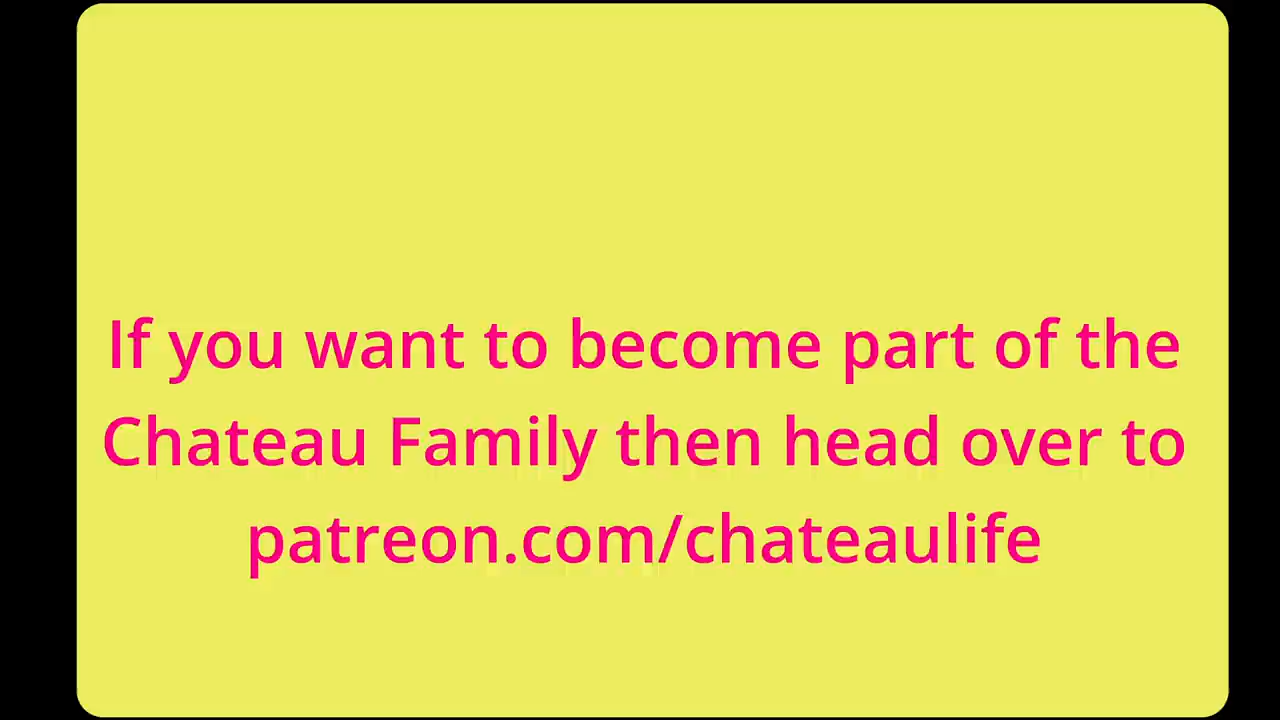 If you want to become part of the
Chateau Family then head over to
patreon.com/chateaulife